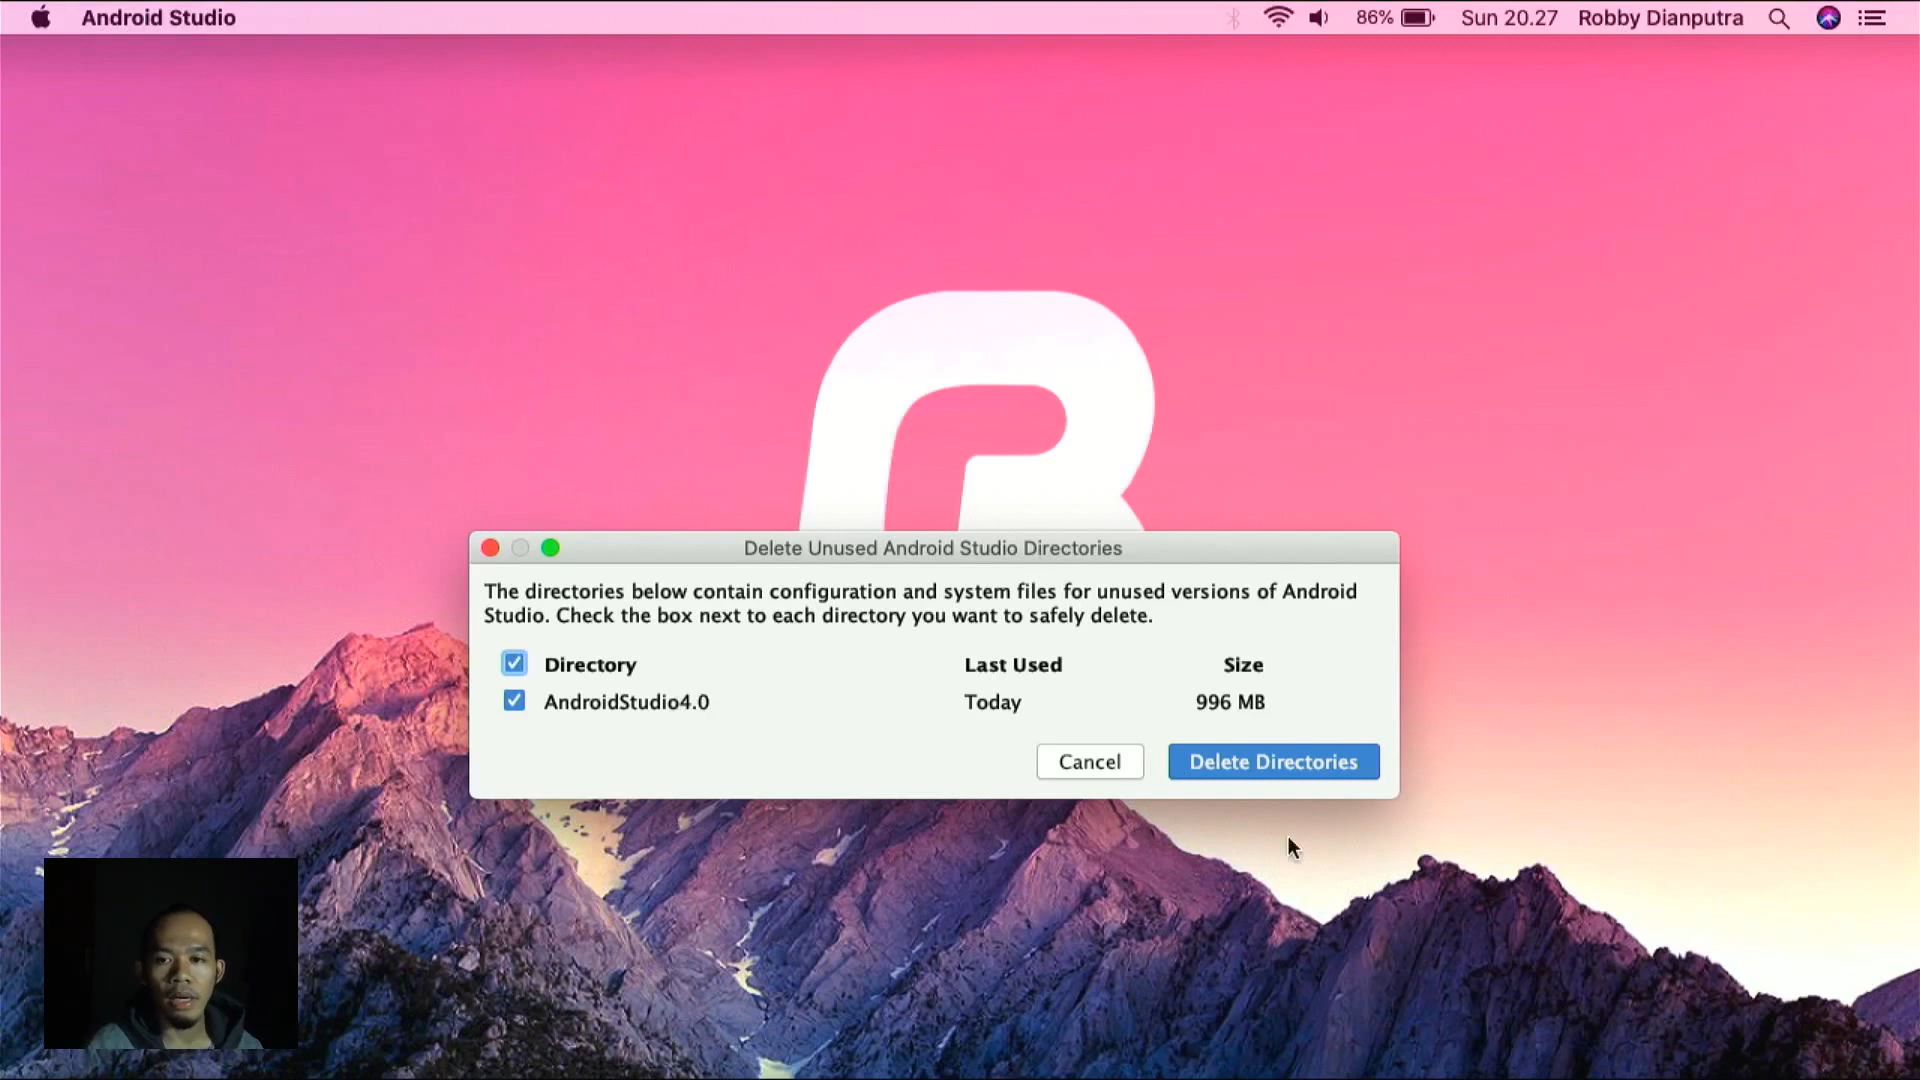 Android Studio
86%
Sun 20.27
Robby Dianputra
Delete Unused Android Studio Directories
The directories below contain configuration and system files for unused versions of Android
Studio. Check the box next to each directory you want to safely delete.
Directory Last Used Size
AndroidStudio4.0 Today 996 MB
Cancel Delete Directories